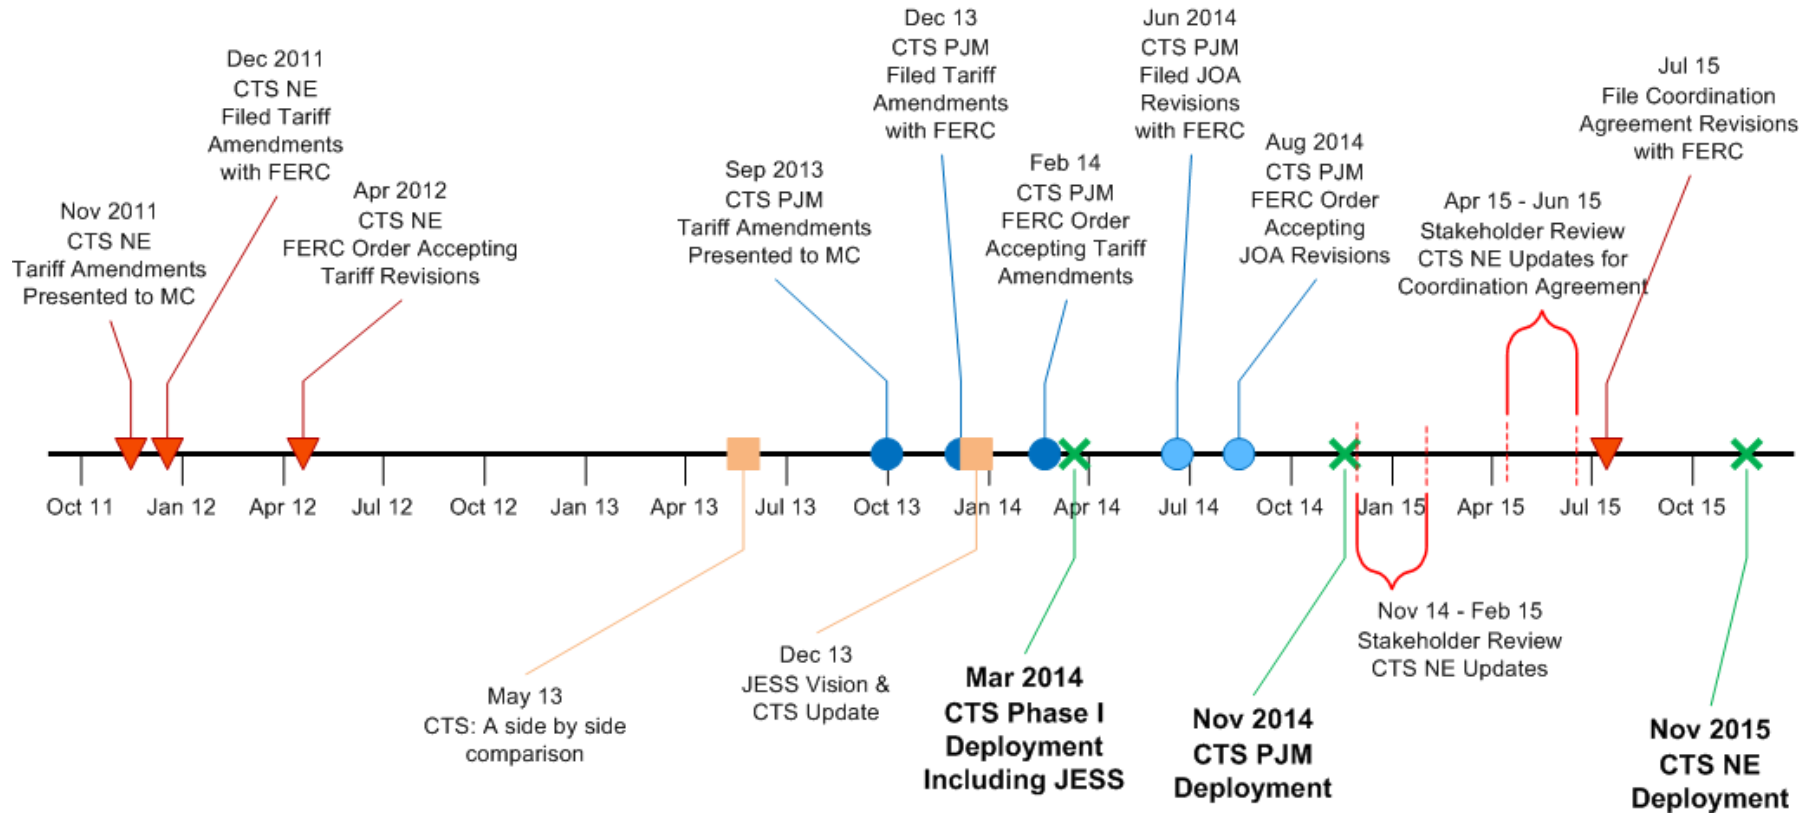 Nov 2011
CTS NE
Tariff Amendments
Presented to MC
Dec 2011
CTS NE
Filed Tariff
Amendments
with FERC
Apr 2012
CTS NE
FERC Order Accepting
Tariff Revisions
Sep 2013
CTS PJM
Tariff Amendments
Presented to MC
Dec 13
CTS PJM
Filed Tariff
Amendments
with FERC
Feb 14
CTS PJM
FERC Order
Accepting Tariff
Amendments
Jun 2014
CTS PJM
Filed JOA
Revisions
with FERC
Aug 2014
CTS PJM
FERC Order
Accepting
JOA Revisions
Apr 15 - Jun 15
Stakeholder Review
CTS NE Updates for
Coordination Agreement
Jul 15
File Coordination
Agreement Revisions
with FERC
Oct 11
Jan 12
Apr 12
Jul 12
Oct 12
Jan 13
Apr 13
Jul 13
Oct 13
Jan 14
Apr 14
Jul 14
Oct 14
Jan 15
Apr 15
Jul 15
Oct 15
May 13
CTS: A side by side
comparison
Dec 13
JESS Vision &
CTS Update
Mar 2014
CTS Phase I
Deployment
Including JESS
Nov 2014
CTS PJM
Deployment
Nov 14 - Feb 15
Stakeholder Review
CTS NE Updates
Nov 2015
CTS NE
Deployment